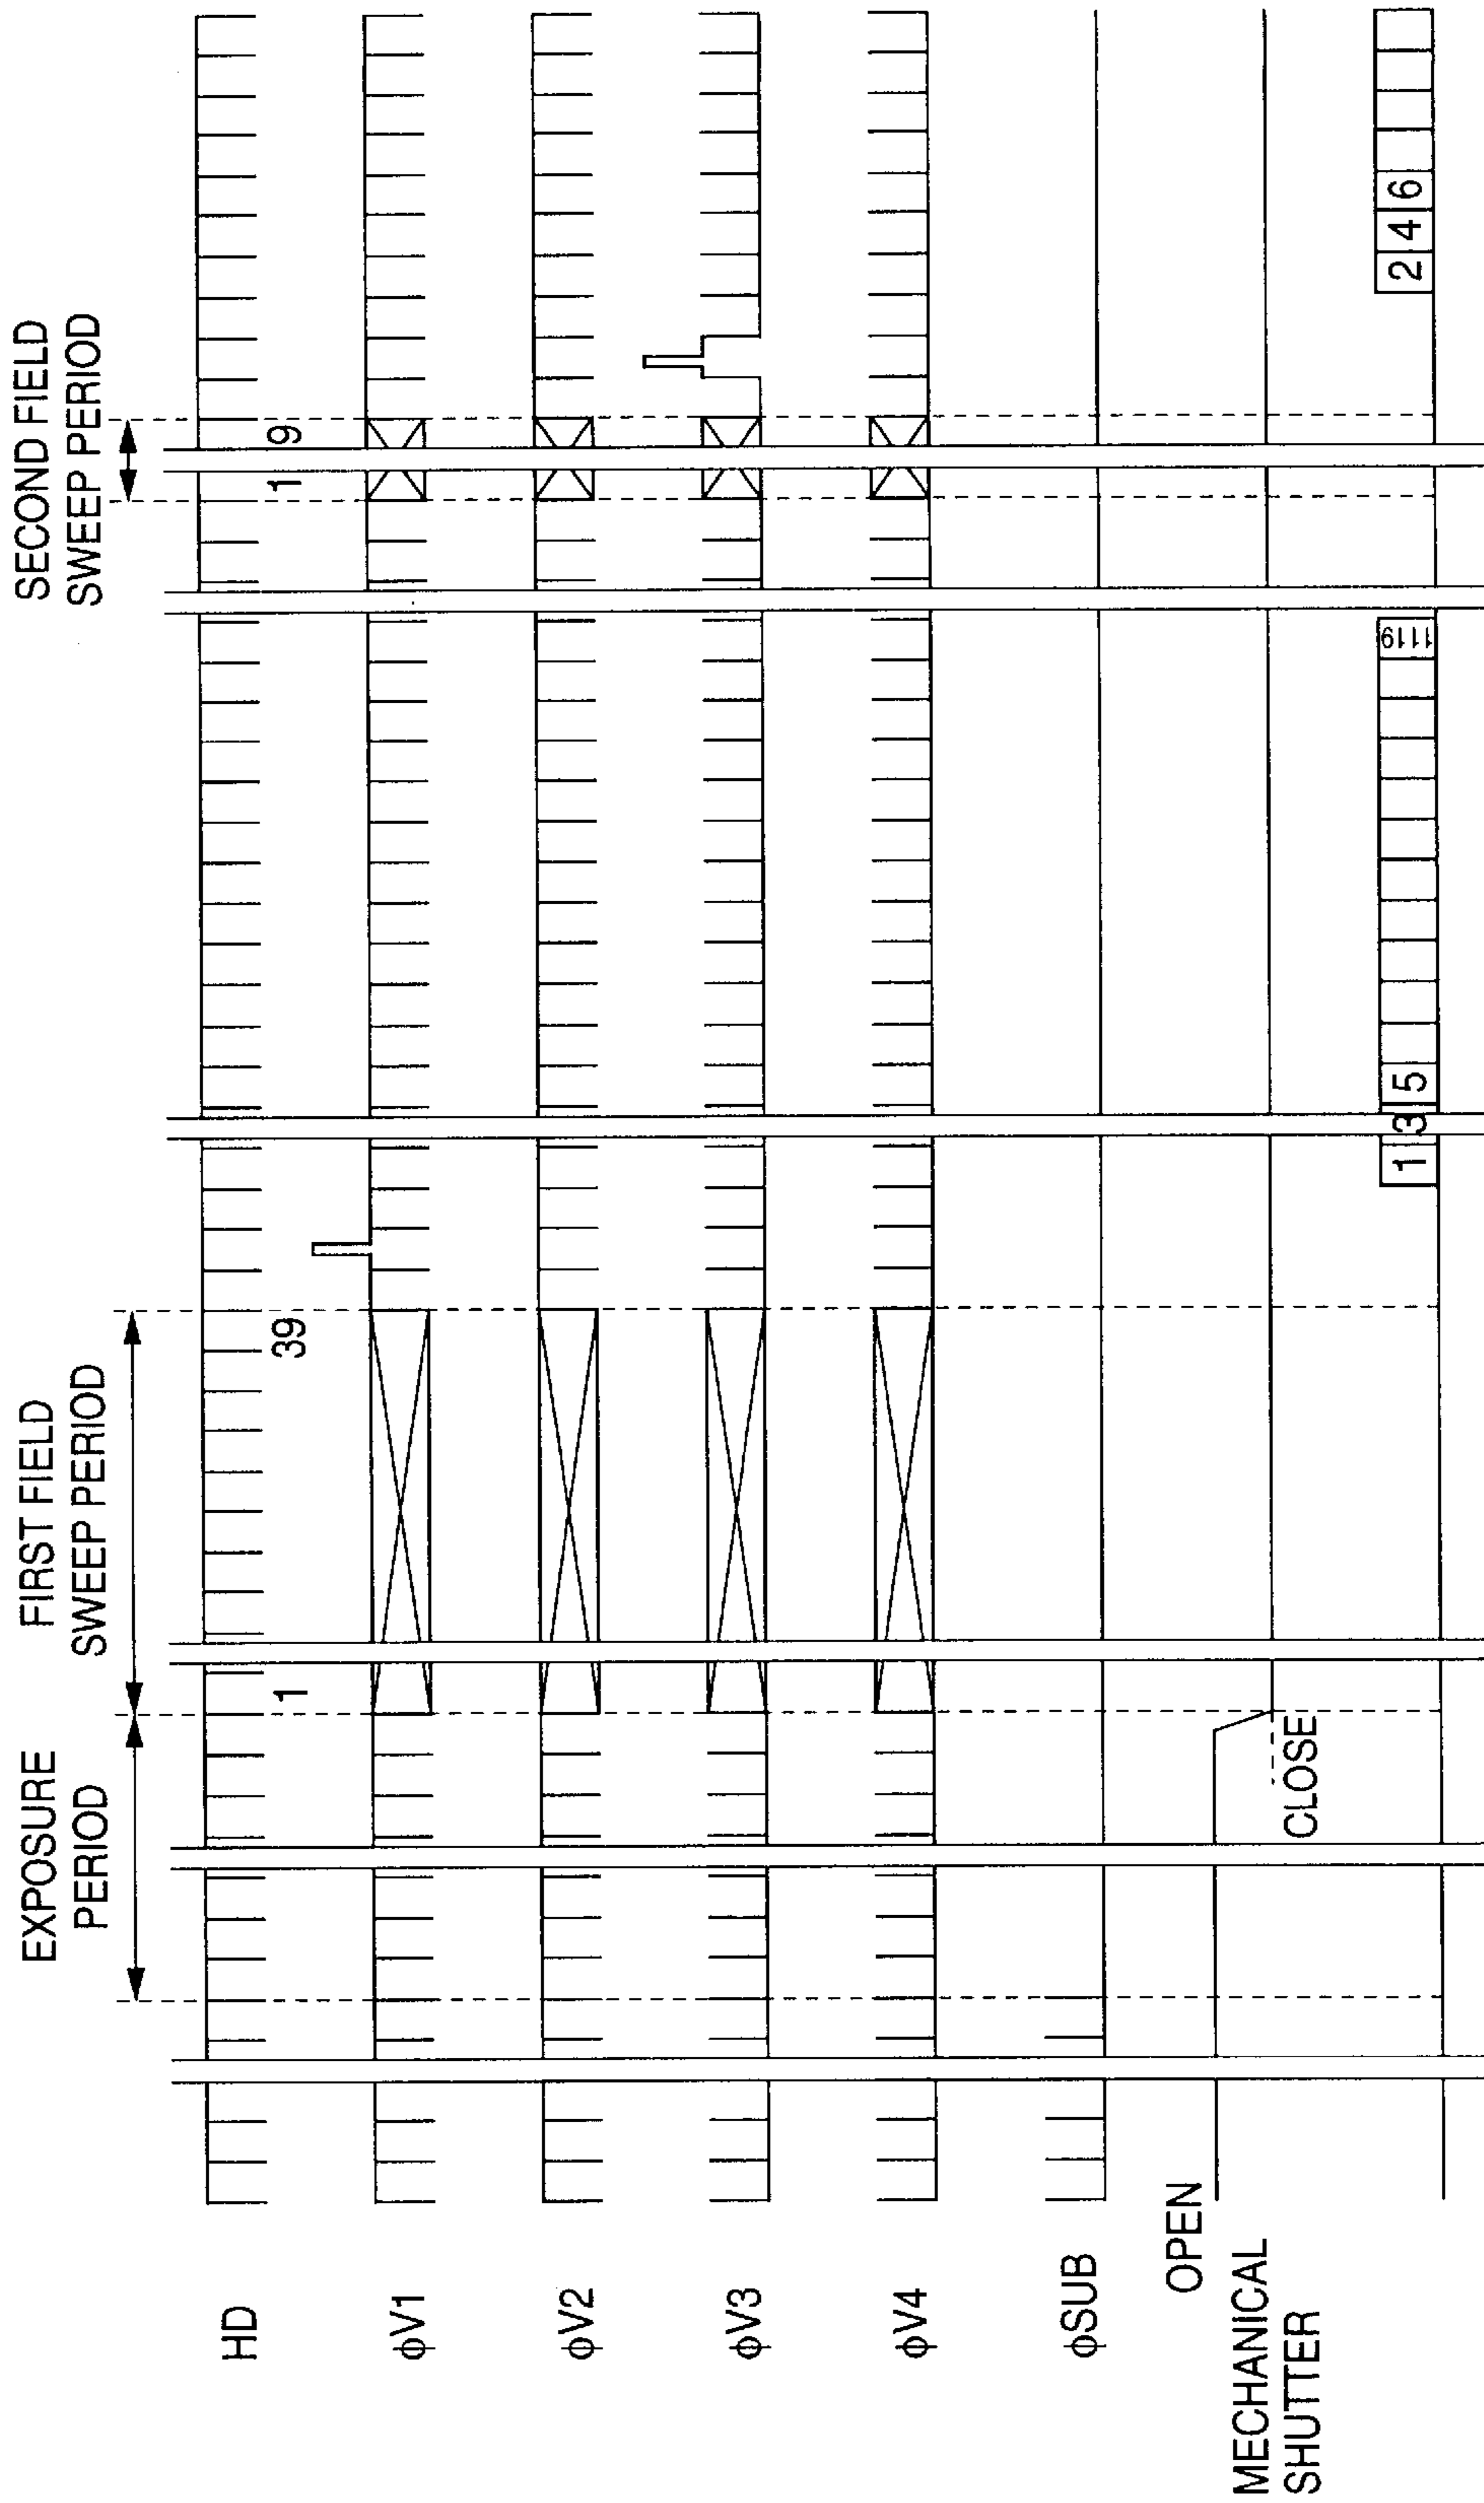 EXPOSURE
PERIOD
FIRST FIELD
SWEEP PERIOD
SECOND FIELD
SWEEP PERIOD
HD
1
39
1
9
φV1
φV2
φV3
φV4
φSUB
MECHANICAL
SHUTTER
OPEN
CLOSE
1 3 5
1119
2 4 6